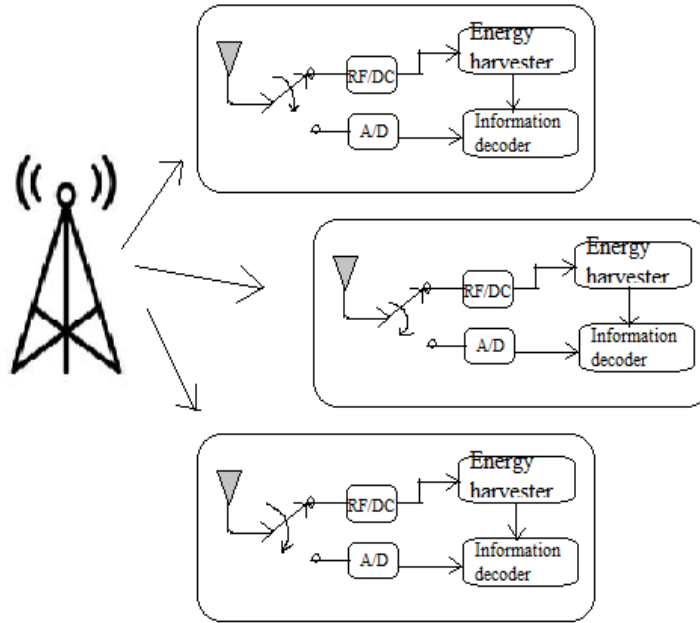 Energy
harvester
RF/DC
A/D
Information
decoder
Energy
harvester
RF/DC
A/D
Information
decoder
Energy
harvester
RF/DC
A/D
Information
decoder